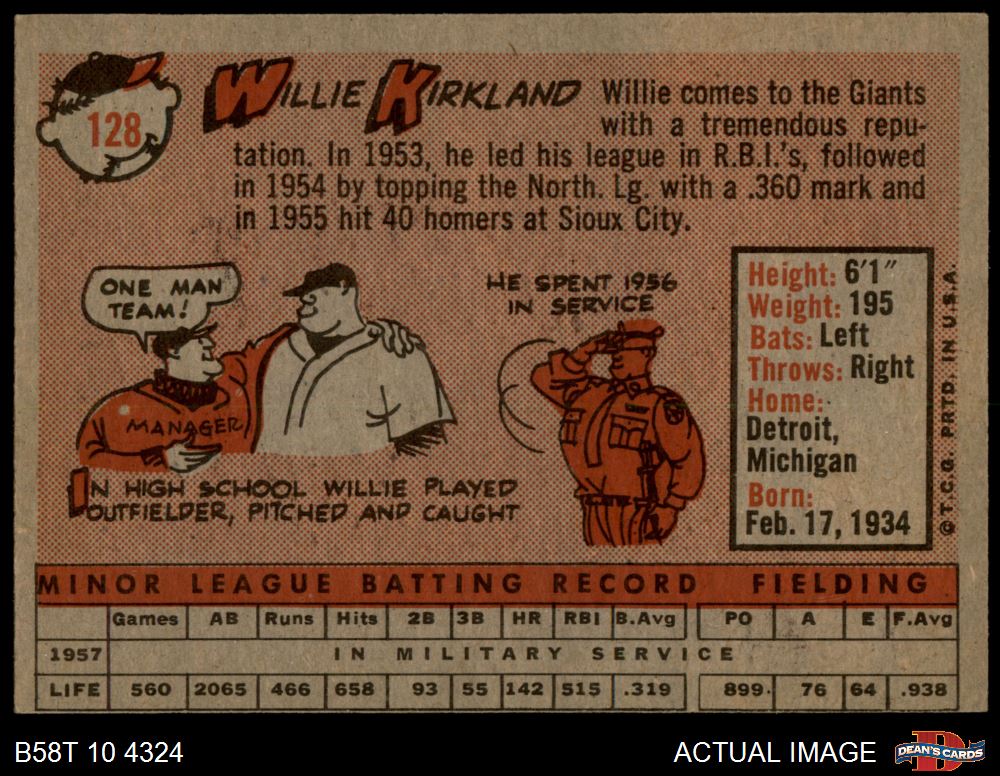 128
WILLIE KIRKLAND
Willie comes to the Giants
with a tremendous repu-
tation. In 1953, he led his league in R.B.I.'s, followed
in 1954 by topping the North. Lg. with a .360 mark and
in 1955 hit 40 homers at Sioux City.
ONE MAN
TEAM!
MANAGER
IN HIGH SCHOOL WILLIE PLAYED
OUTFIELDER, PITCHED AND CAUGHT
HE SPENT 1956
IN SERVICE
Height: 6'1"
Weight: 195
Bats: Left
Throws: Right
Home:
Detroit,
Michigan
Born:
Feb. 17, 1934
© T.C.G. PRTD. IN U.S.A.
MINOR LEAGUE BATTING RECORD FIELDING
Games AB Runs Hits 2B 3B HR RBI B.Avg PO A E F.Avg
1957 IN MILITARY SERVICE
LIFE 560 2065 466 658 93 55 142 515 .319 899 76 64 .938
B58T 10 4324
ACTUAL IMAGE
D
DEAN'S CARDS